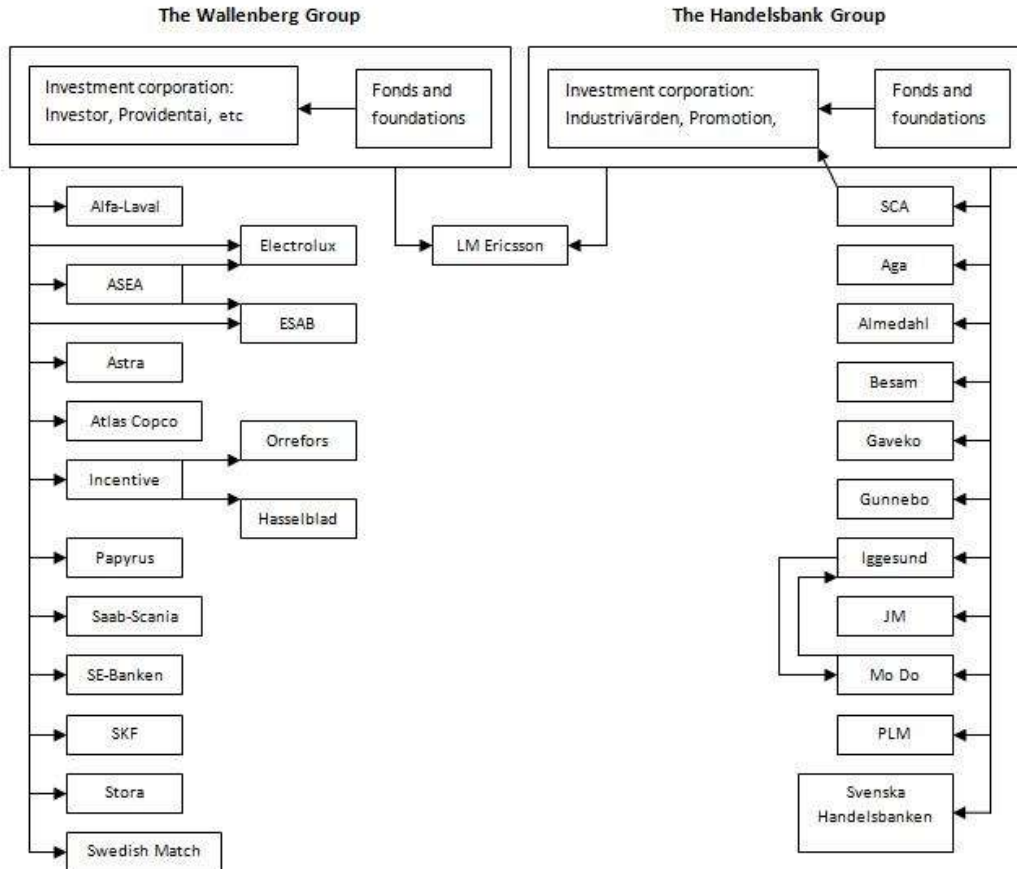 The Wallenberg Group
The Handelsbank Group
Investment corporation:
Investor, Providentai, etc
Fonds and
foundations
Investment corporation:
Industrivärden, Promotion,
Fonds and
foundations
Alfa-Laval
Electrolux
ASEA
ESAB
Astra
Atlas Copco
Orrefors
Incentive
Hasselblad
Papyrus
Saab-Scania
SE-Banken
SKF
Stora
Swedish Match
LM Ericsson
SCA
Aga
Almedahl
Besam
Gaveko
Gunnebo
Iggesund
JM
Mo Do
PLM
Svenska
Handelsbanken